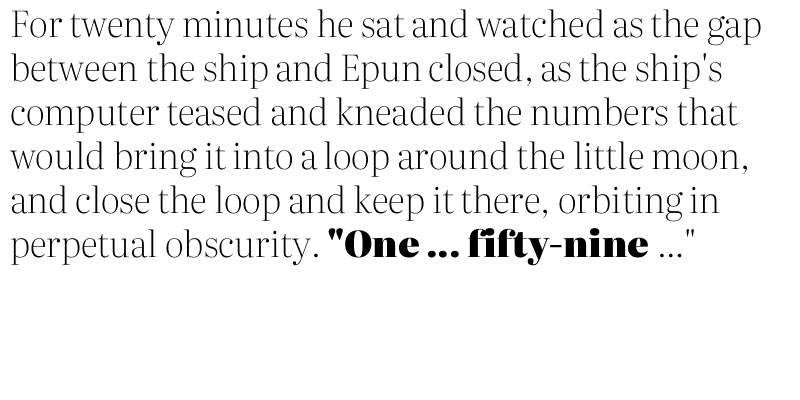 For twenty minutes he sat and watched as the gap
between the ship and Epun closed, as the ship's
computer teased and kneaded the numbers that
would bring it into a loop around the little moon,
and close the loop and keep it there, orbiting in
perpetual obscurity. "One ... fifty-nine ..."